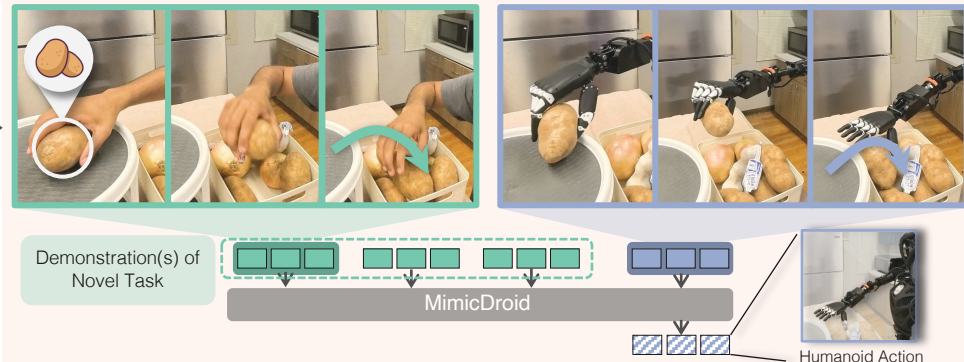 Demonstration(s) of
Novel Task
MimicDroid
Humanoid Action